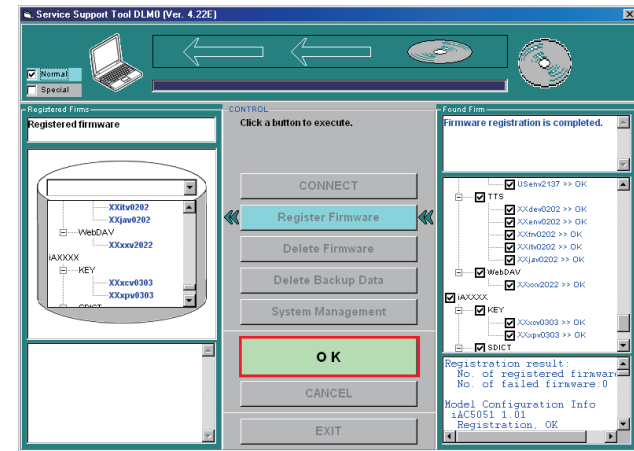 Service Support Tool DLM0 (Ver. 4.22E)
Normal
Special
Registered Firms
Registered firmware
XXitv0202
XXjav0202
WebDAV
XXxxv2022
iAXXXX
KEY
XXxcv0303
XXxpv0303
SDICT
CONTROL
Click a button to execute.
CONNECT
Register Firmware
Delete Firmware
Delete Backup Data
System Management
O K
CANCEL
EXIT
Found Firm
Firmware registration is completed.
USenv2137 >> OK
TTS
XXdev0202 >> OK
XXenv0202 >> OK
XXfrv0202 >> OK
XXitv0202 >> OK
XXjav0202 >> OK
WebDAV
XXxxv2022 >> OK
iAXXXX
KEY
XXxcv0303 >> OK
XXxpv0303 >> OK
SDICT
Registration result:
No. of registered firmware
No. of failed firmware:0
Model Configuration Info
iAC5051 1.01
Registration, OK